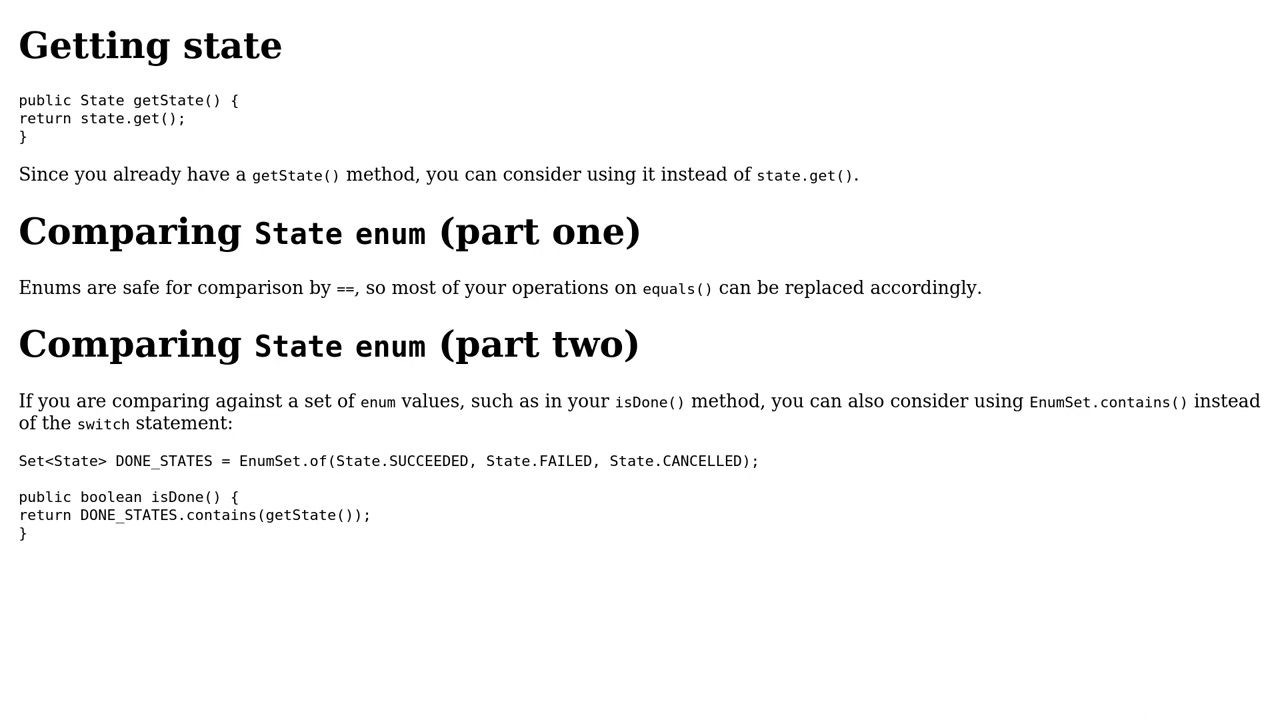 Getting state
public State getState() {
return state.get();
}
Since you already have a getState() method, you can consider using it instead of state.get().
Comparing State enum (part one)
Enums are safe for comparison by ==, so most of your operations on equals() can be replaced accordingly.
Comparing State enum (part two)
If you are comparing against a set of enum values, such as in your isDone() method, you can also consider using EnumSet.contains() instead
of the switch statement:
Set<State> DONE_STATES = EnumSet.of(State.SUCCEEDED, State.FAILED, State.CANCELLED);
public boolean isDone() {
return DONE_STATES.contains(getState());
}